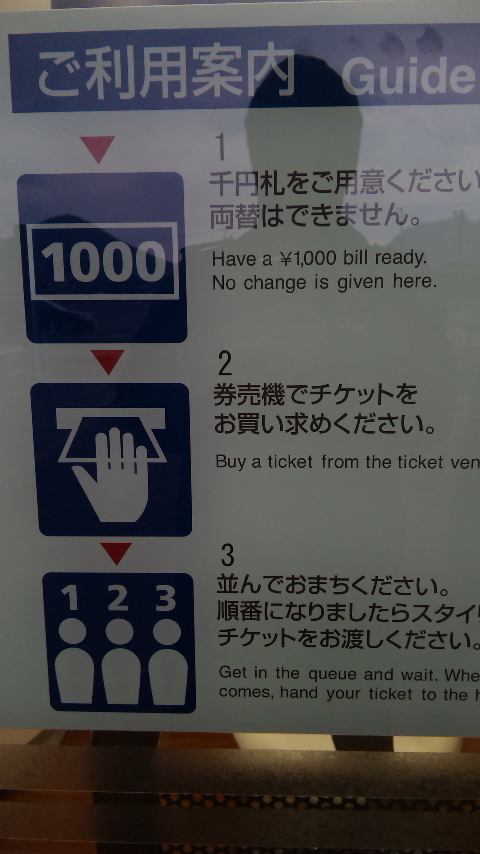 ご利用案内 Guide
1
千円札をご用意ください
両替はできません。
Have a ¥1,000 bill ready.
No change is given here.
1000
2
券売機でチケットを
お買い求めください。
Buy a ticket from the ticket ven
3
並んでおまちください。
順番になりましたらスタイ
チケットをお渡しください。
Get in the queue and wait. Whe
comes, hand your ticket to the h
1 2 3